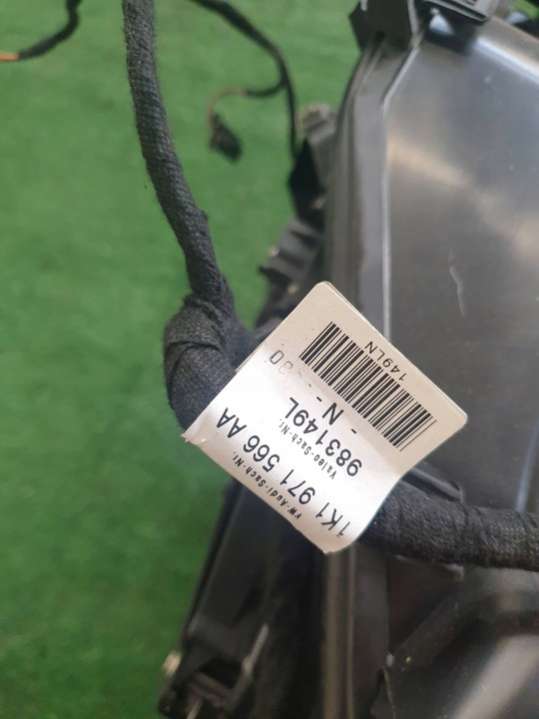 VW-Audi-Sach-Nr.
1K1 971 566 AA
Valeo-Sach-Nr.
983149L
- N -
149LN